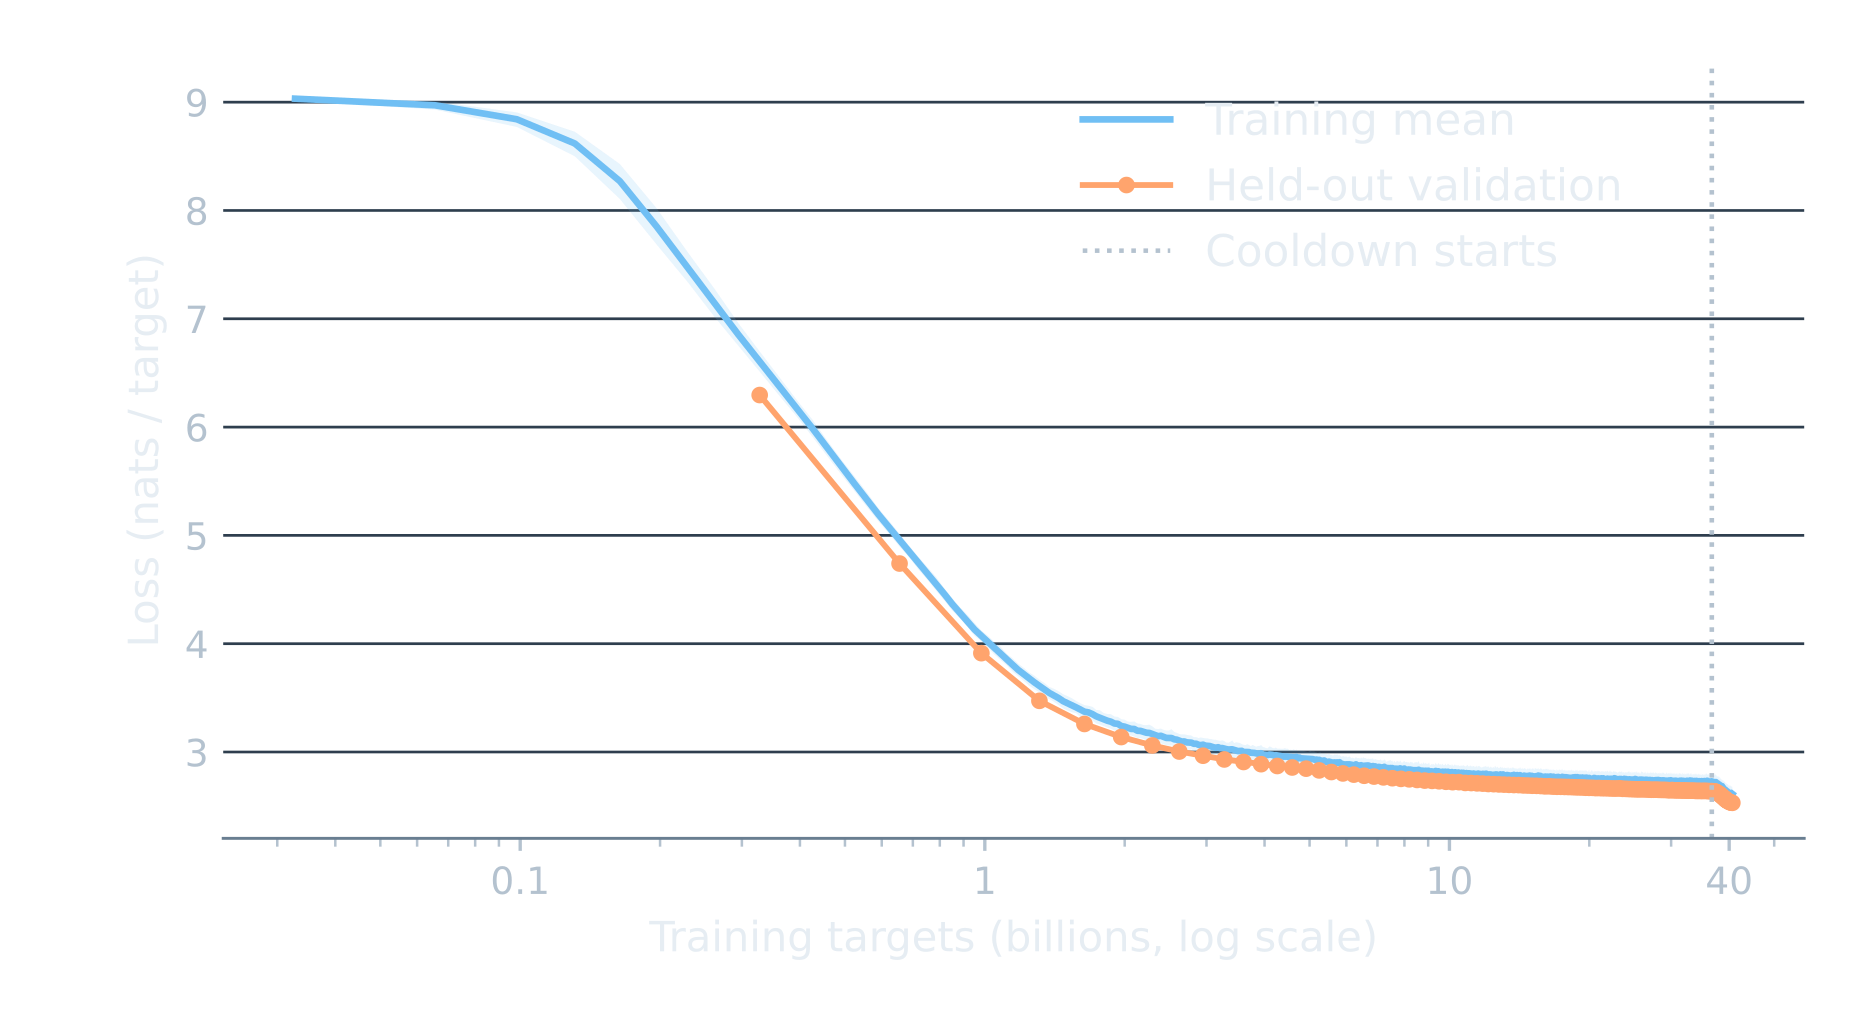 9
8
7
6
5
4
3
Loss (nats / target)
Training mean
Held-out validation
Cooldown starts
0.1 1 10 40
Training targets (billions, log scale)